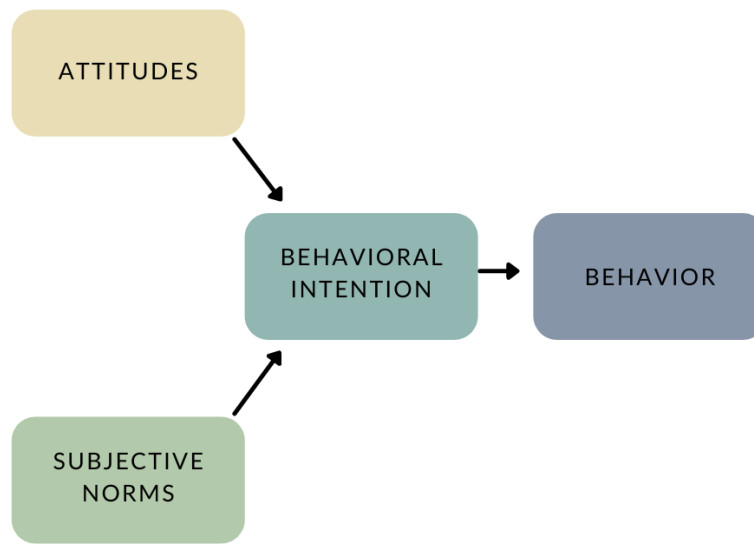 ATTITUDES
BEHAVIORAL
INTENTION
BEHAVIOR
SUBJECTIVE
NORMS